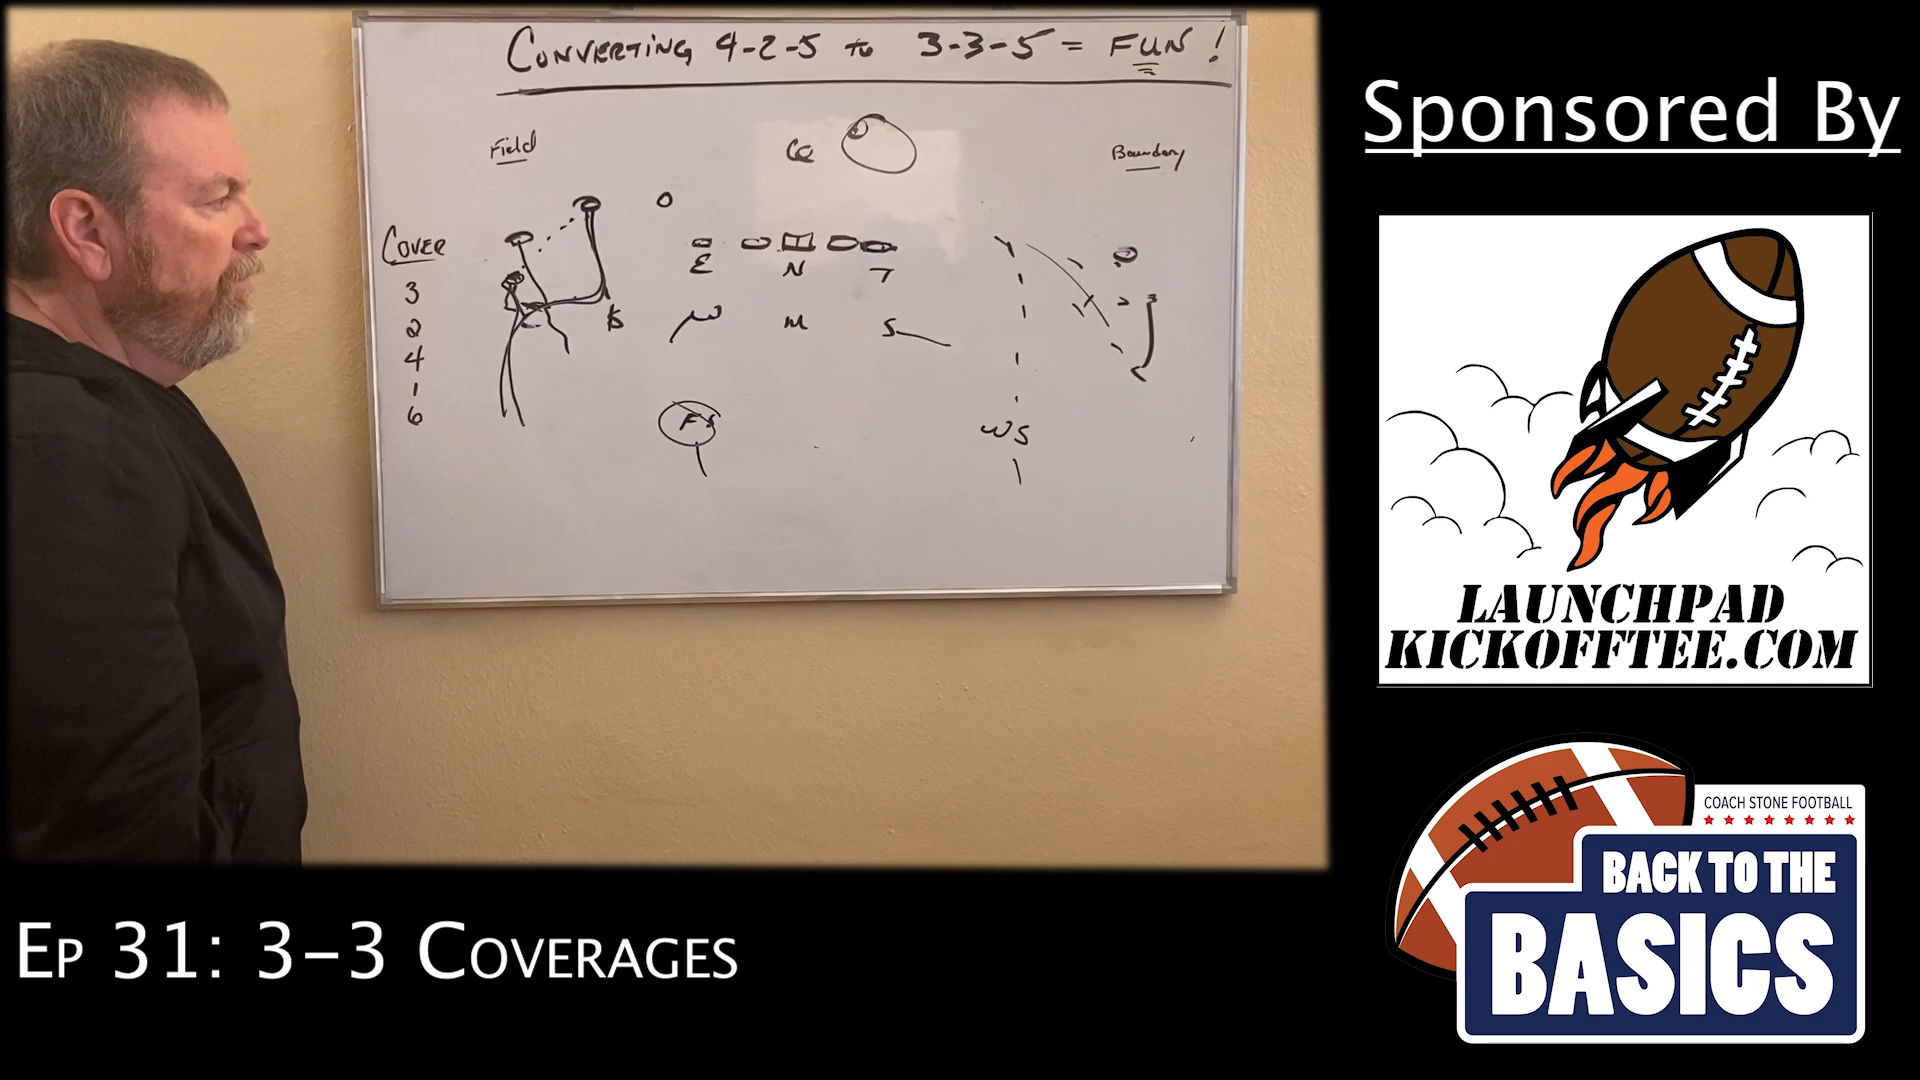 CONVERTING 4-2-5 to 3-3-5 = FUN !
Field
Boundary
COVER
3
2
4
1
6
E N T
W M S
FS
WS
Sponsored By
LAUNCHPAD
KICKOFFTEE.COM
COACH STONE FOOTBALL
BACK TO THE
BASICS
EP 31: 3-3 COVERAGES